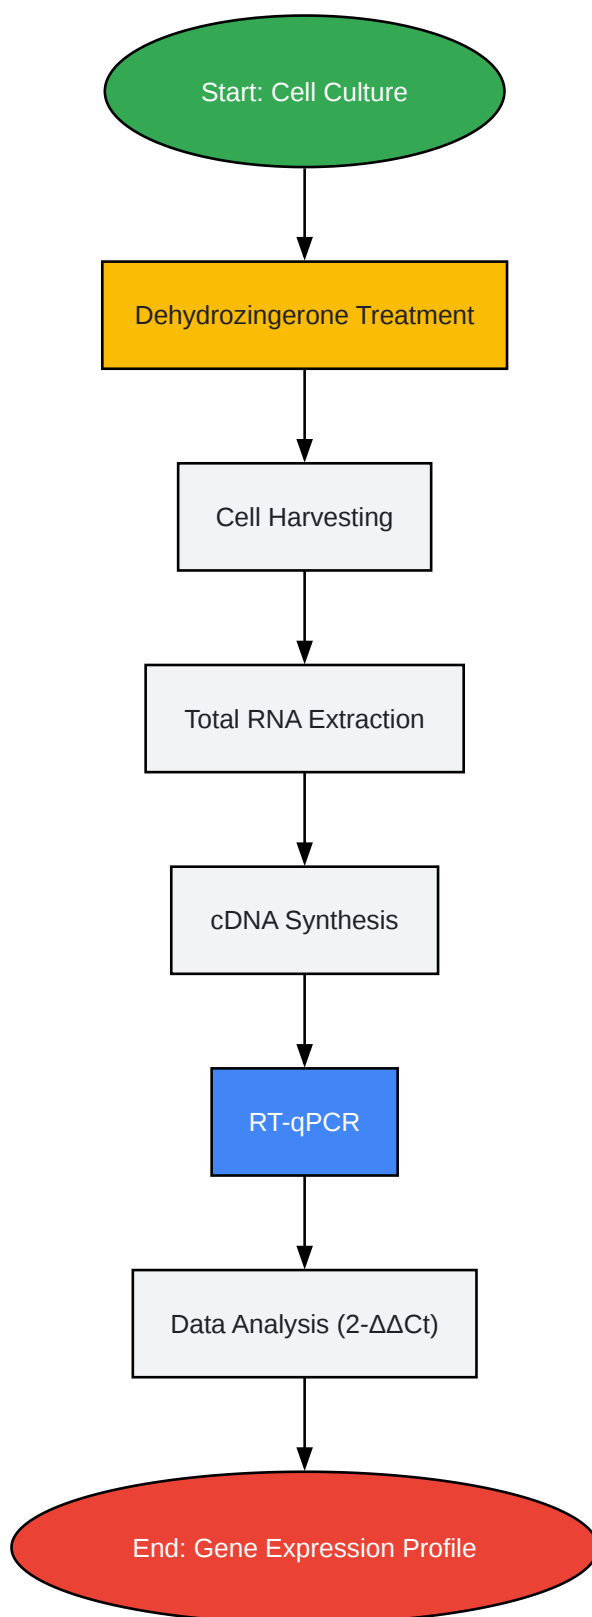 Start: Cell Culture
Dehydrozingerone Treatment
Cell Harvesting
Total RNA Extraction
cDNA Synthesis
RT-qPCR
Data Analysis (2-ΔΔCt)
End: Gene Expression Profile